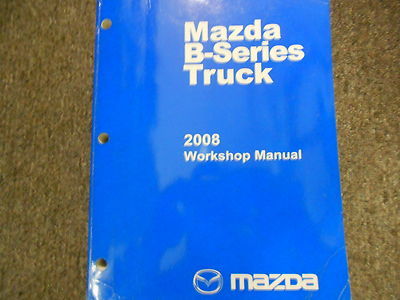 Mazda
B-Series
Truck
2008
Workshop Manual
mazda